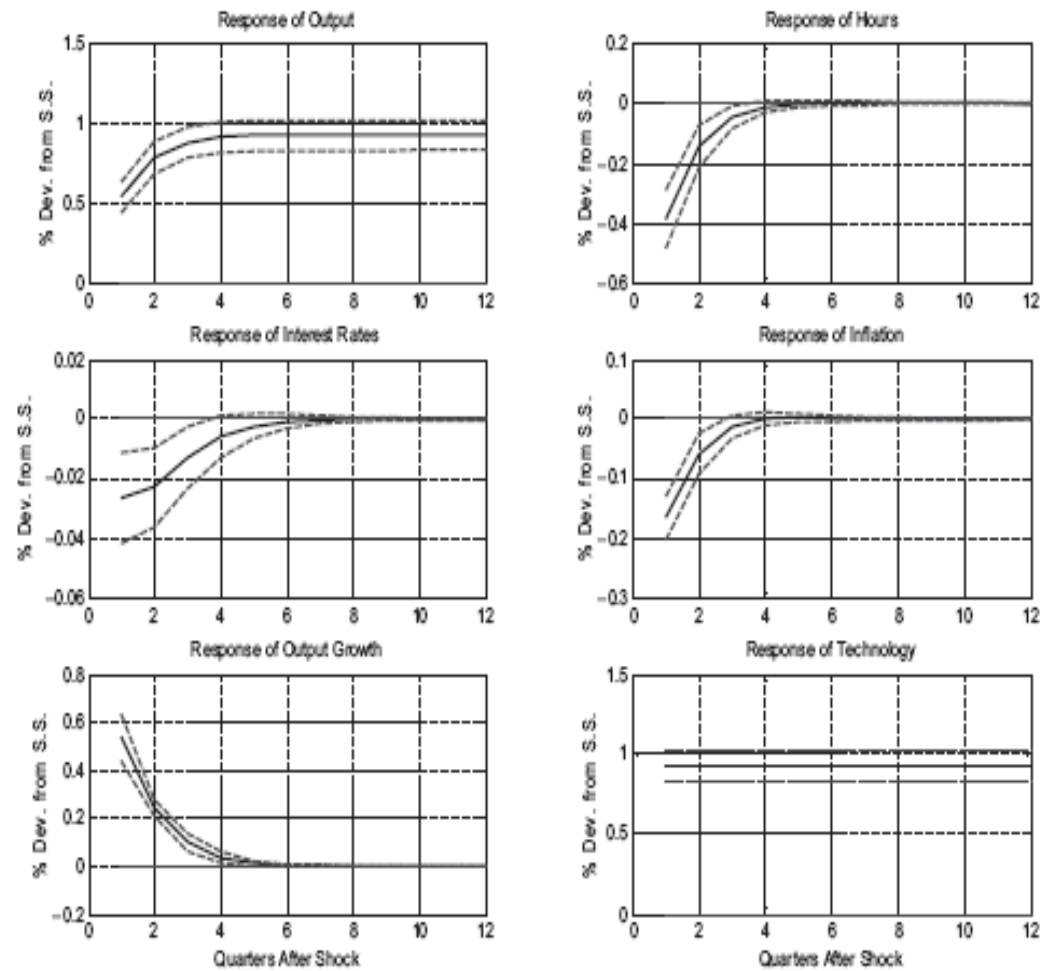 Response of Output
% Dev. from S.S.
1.5
1
0.5
0
0 2 4 6 8 10 12
Response of Hours
% Dev. from S.S.
0.2
0
−0.2
−0.4
−0.6
0 2 4 6 8 10 12
Response of Interest Rates
% Dev. from S.S.
0.02
0
−0.02
−0.04
−0.06
0 2 4 6 8 10 12
Response of Inflation
% Dev. from S.S.
0.1
0
−0.1
−0.2
−0.3
0 2 4 6 8 10 12
Response of Output Growth
% Dev. from S.S.
0.8
0.6
0.4
0.2
0
−0.2
0 2 4 6 8 10 12
Quarters After Shock
Response of Technology
% Dev. from S.S.
1.5
1
0.5
0
0 2 4 6 8 10 12
Quarters After Shock